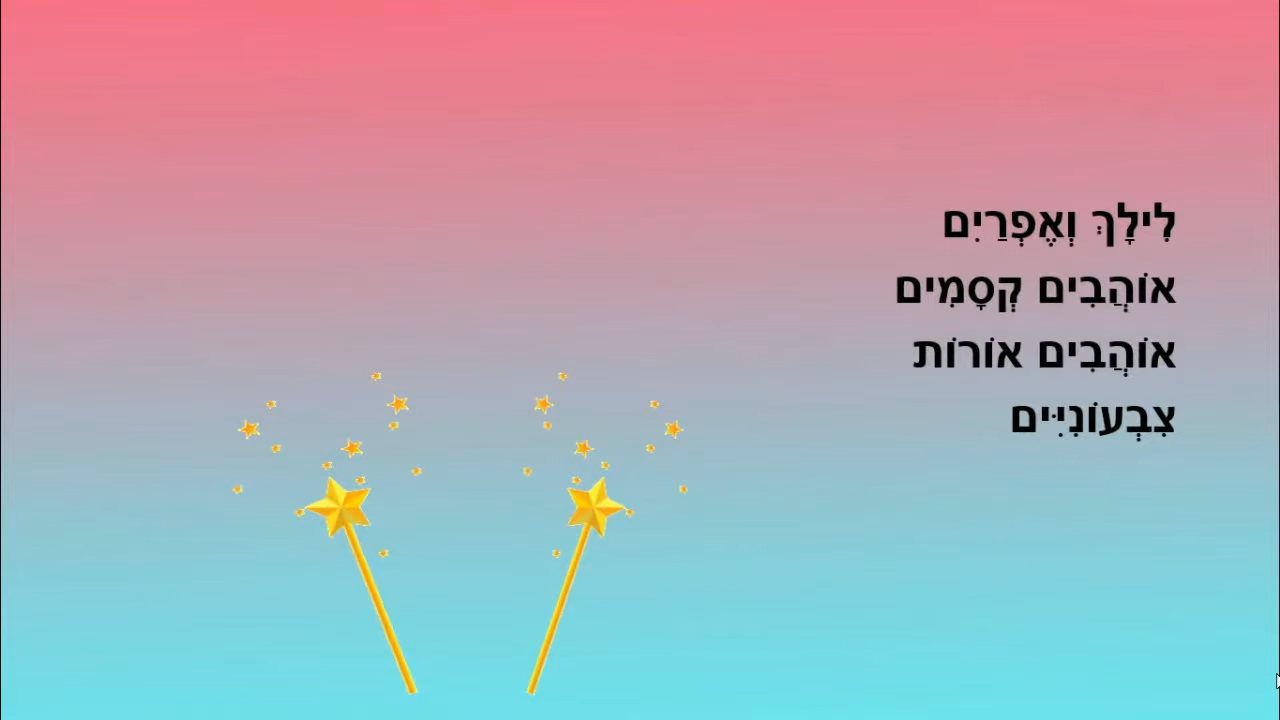 לִילָךְ וְאֶפְרַיִם
אוֹהֲבִים קְסָמִים
אוֹהֲבִים אוֹרוֹת
צִבְעוֹנִיִּים